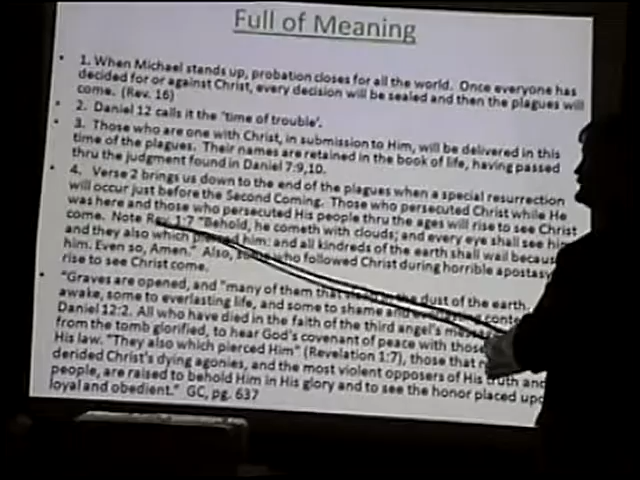 Full of Meaning
• 1. When Michael stands up, probation closes for all the world. Once everyone has
decided for or against Christ, every decision will be sealed and then the plagues will
come. (Rev. 16)
• 2. Daniel 12 calls it the 'time of trouble'.
• 3. Those who are one with Christ, in submission to Him, will be delivered in this
time of the plagues. Their names are retained in the book of life, having passed
thru the judgment found in Daniel 7:9,10.
• 4. Verse 2 brings us down to the end of the plagues when a special resurrection
will occur just before the Second Coming. Those who persecuted Christ while He
was here and those who persecuted His people thru the ages will rise to see Christ
come. Note Rev. 1:7 "Behold, he cometh with clouds; and every eye shall see him
and they also which pierced him: and all kindreds of the earth shall wail because
him. Even so, Amen." Also, some who followed Christ during horrible apostasy
rise to see Christ come.
• "Graves are opened, and "many of them that sleep in the dust of the earth.
awake, some to everlasting life, and some to shame and everlasting
Daniel 12:2. All who have died in the faith of the third angel's
from the tomb glorified, to hear God's covenant of peace with those
His law. "They also which pierced Him" (Revelation 1:7), those that
derided Christ's dying agonies, and the most violent opposers of His truth and
people, are raised to behold Him in His glory and to see the honor placed upo
loyal and obedient." GC, pg. 637